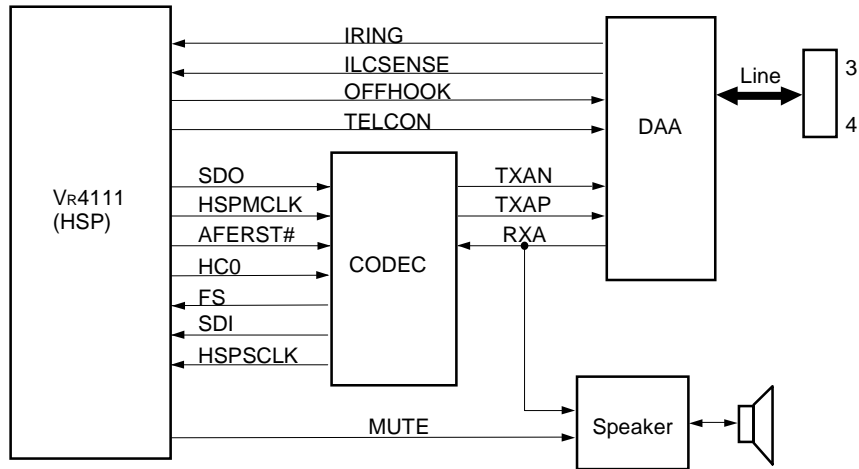 IRING
ILCSENSE
OFFHOOK
TELCON
Line
3
4
DAA
VR4111
(HSP)
SDO
HSPMCLK
AFERST#
HC0
FS
SDI
HSPSCLK
CODEC
TXAN
TXAP
RXA
MUTE
Speaker